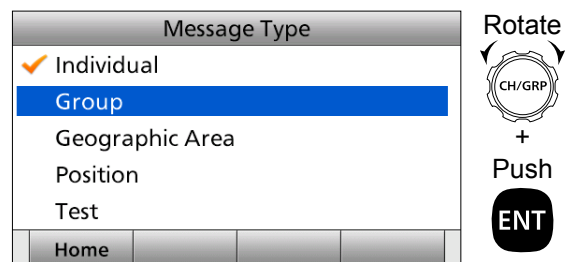 Message Type
Individual
Group
Geographic Area
Position
Test
Home
Rotate
CH/GRP
+
Push
ENT